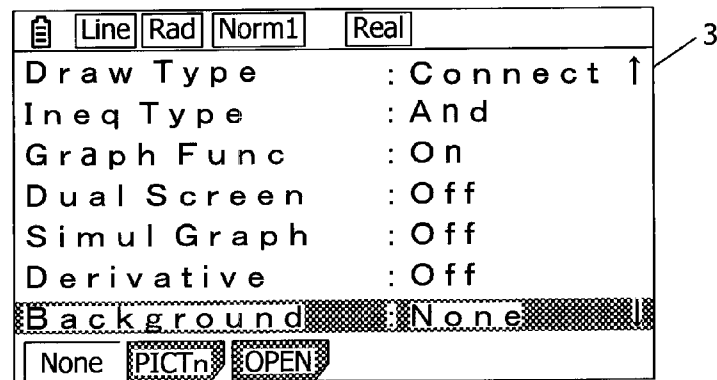 Line Rad Norm1 Real
3
Draw Type : Connect ↑
Ineq Type : And
Graph Func : On
Dual Screen : Off
Simul Graph : Off
Derivative : Off
Background : None ↓
None PICTn OPEN